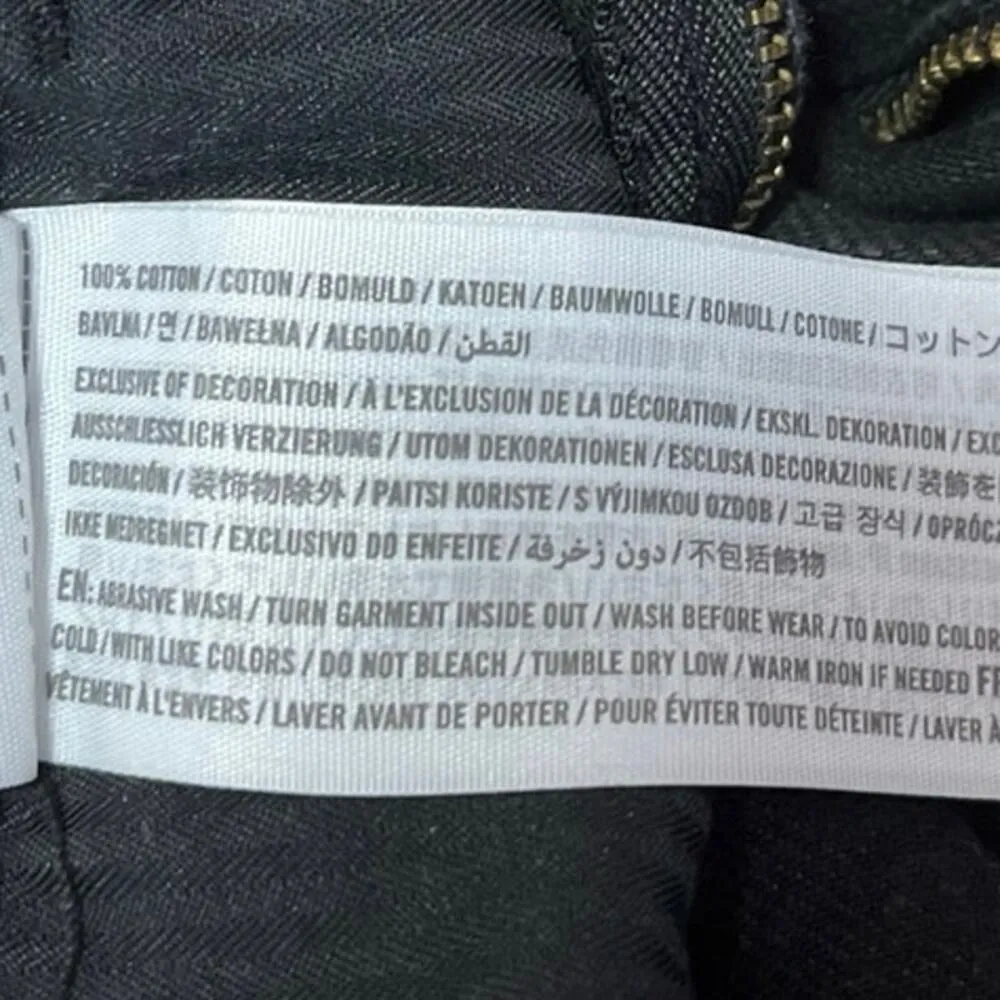 100% COTTON / COTON / BOMULD / KATOEN / BAUMWOLLE / BOMULL / COTONE / コットン
BAVLNA / 면 / BAWEŁNA / ALGODÃO / القطن
EXCLUSIVE OF DECORATION / À L'EXCLUSION DE LA DÉCORATION / EKSKL. DEKORATION / EXC
AUSSCHLIESSLICH VERZIERUNG / UTOM DEKORATIONEN / ESCLUSA DECORAZIONE / 装飾を
DECORACIÓN / 装饰物除外 / PAITSI KORISTE / S VÝJIMKOU OZDOB / 고급 장식 / OPRÓCZ
IKKE MEDREGNET / EXCLUSIVO DO ENFEITE / دون زخرفة / 不包括飾物
EN: ABRASIVE WASH / TURN GARMENT INSIDE OUT / WASH BEFORE WEAR / TO AVOID COLOR
COLD / WITH LIKE COLORS / DO NOT BLEACH / TUMBLE DRY LOW / WARM IRON IF NEEDED FR
VÊTEMENT À L'ENVERS / LAVER AVANT DE PORTER / POUR ÉVITER TOUTE DÉTEINTE / LAVER À